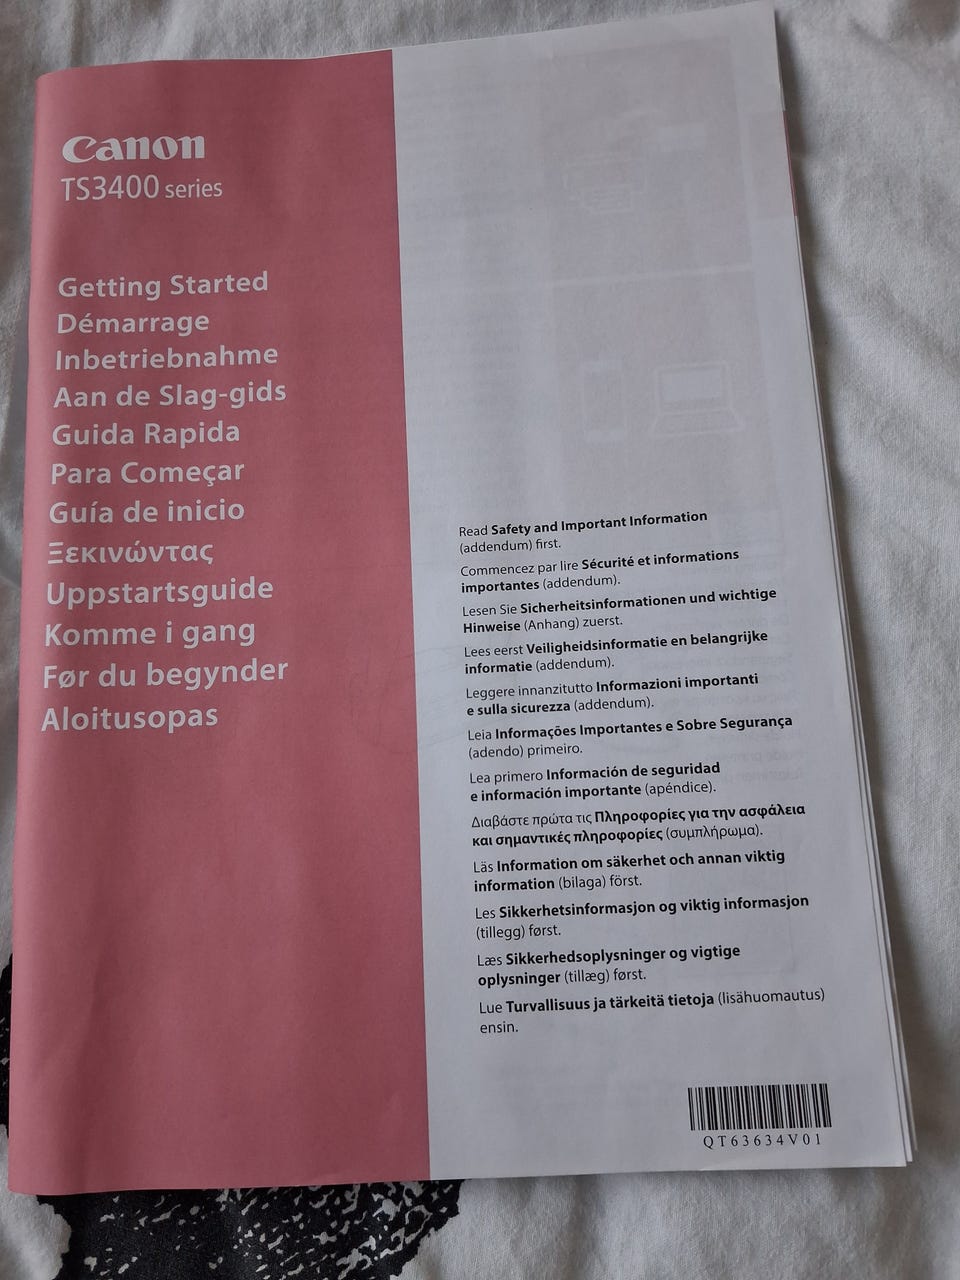 Canon
TS3400 series
Getting Started
Démarrage
Inbetriebnahme
Aan de Slag-gids
Guida Rapida
Para Começar
Guía de inicio
Ξεκινώντας
Uppstartsguide
Komme i gang
Før du begynder
Aloitusopas
Read Safety and Important Information
(addendum) first.
Commencez par lire Sécurité et informations
importantes (addendum).
Lesen Sie Sicherheitsinformationen und wichtige
Hinweise (Anhang) zuerst.
Lees eerst Veiligheidsinformatie en belangrijke
informatie (addendum).
Leggere innanzitutto Informazioni importanti
e sulla sicurezza (addendum).
Leia Informações Importantes e Sobre Segurança
(adendo) primeiro.
Lea primero Información de seguridad
e información importante (apéndice).
Διαβάστε πρώτα τις Πληροφορίες για την ασφάλεια
και σημαντικές πληροφορίες (συμπλήρωμα).
Läs Information om säkerhet och annan viktig
information (bilaga) först.
Les Sikkerhetsinformasjon og viktig informasjon
(tillegg) først.
Læs Sikkerhedsoplysninger og vigtige
oplysninger (tillæg) først.
Lue Turvallisuus ja tärkeitä tietoja (lisähuomautus)
ensin.
QT63634V01